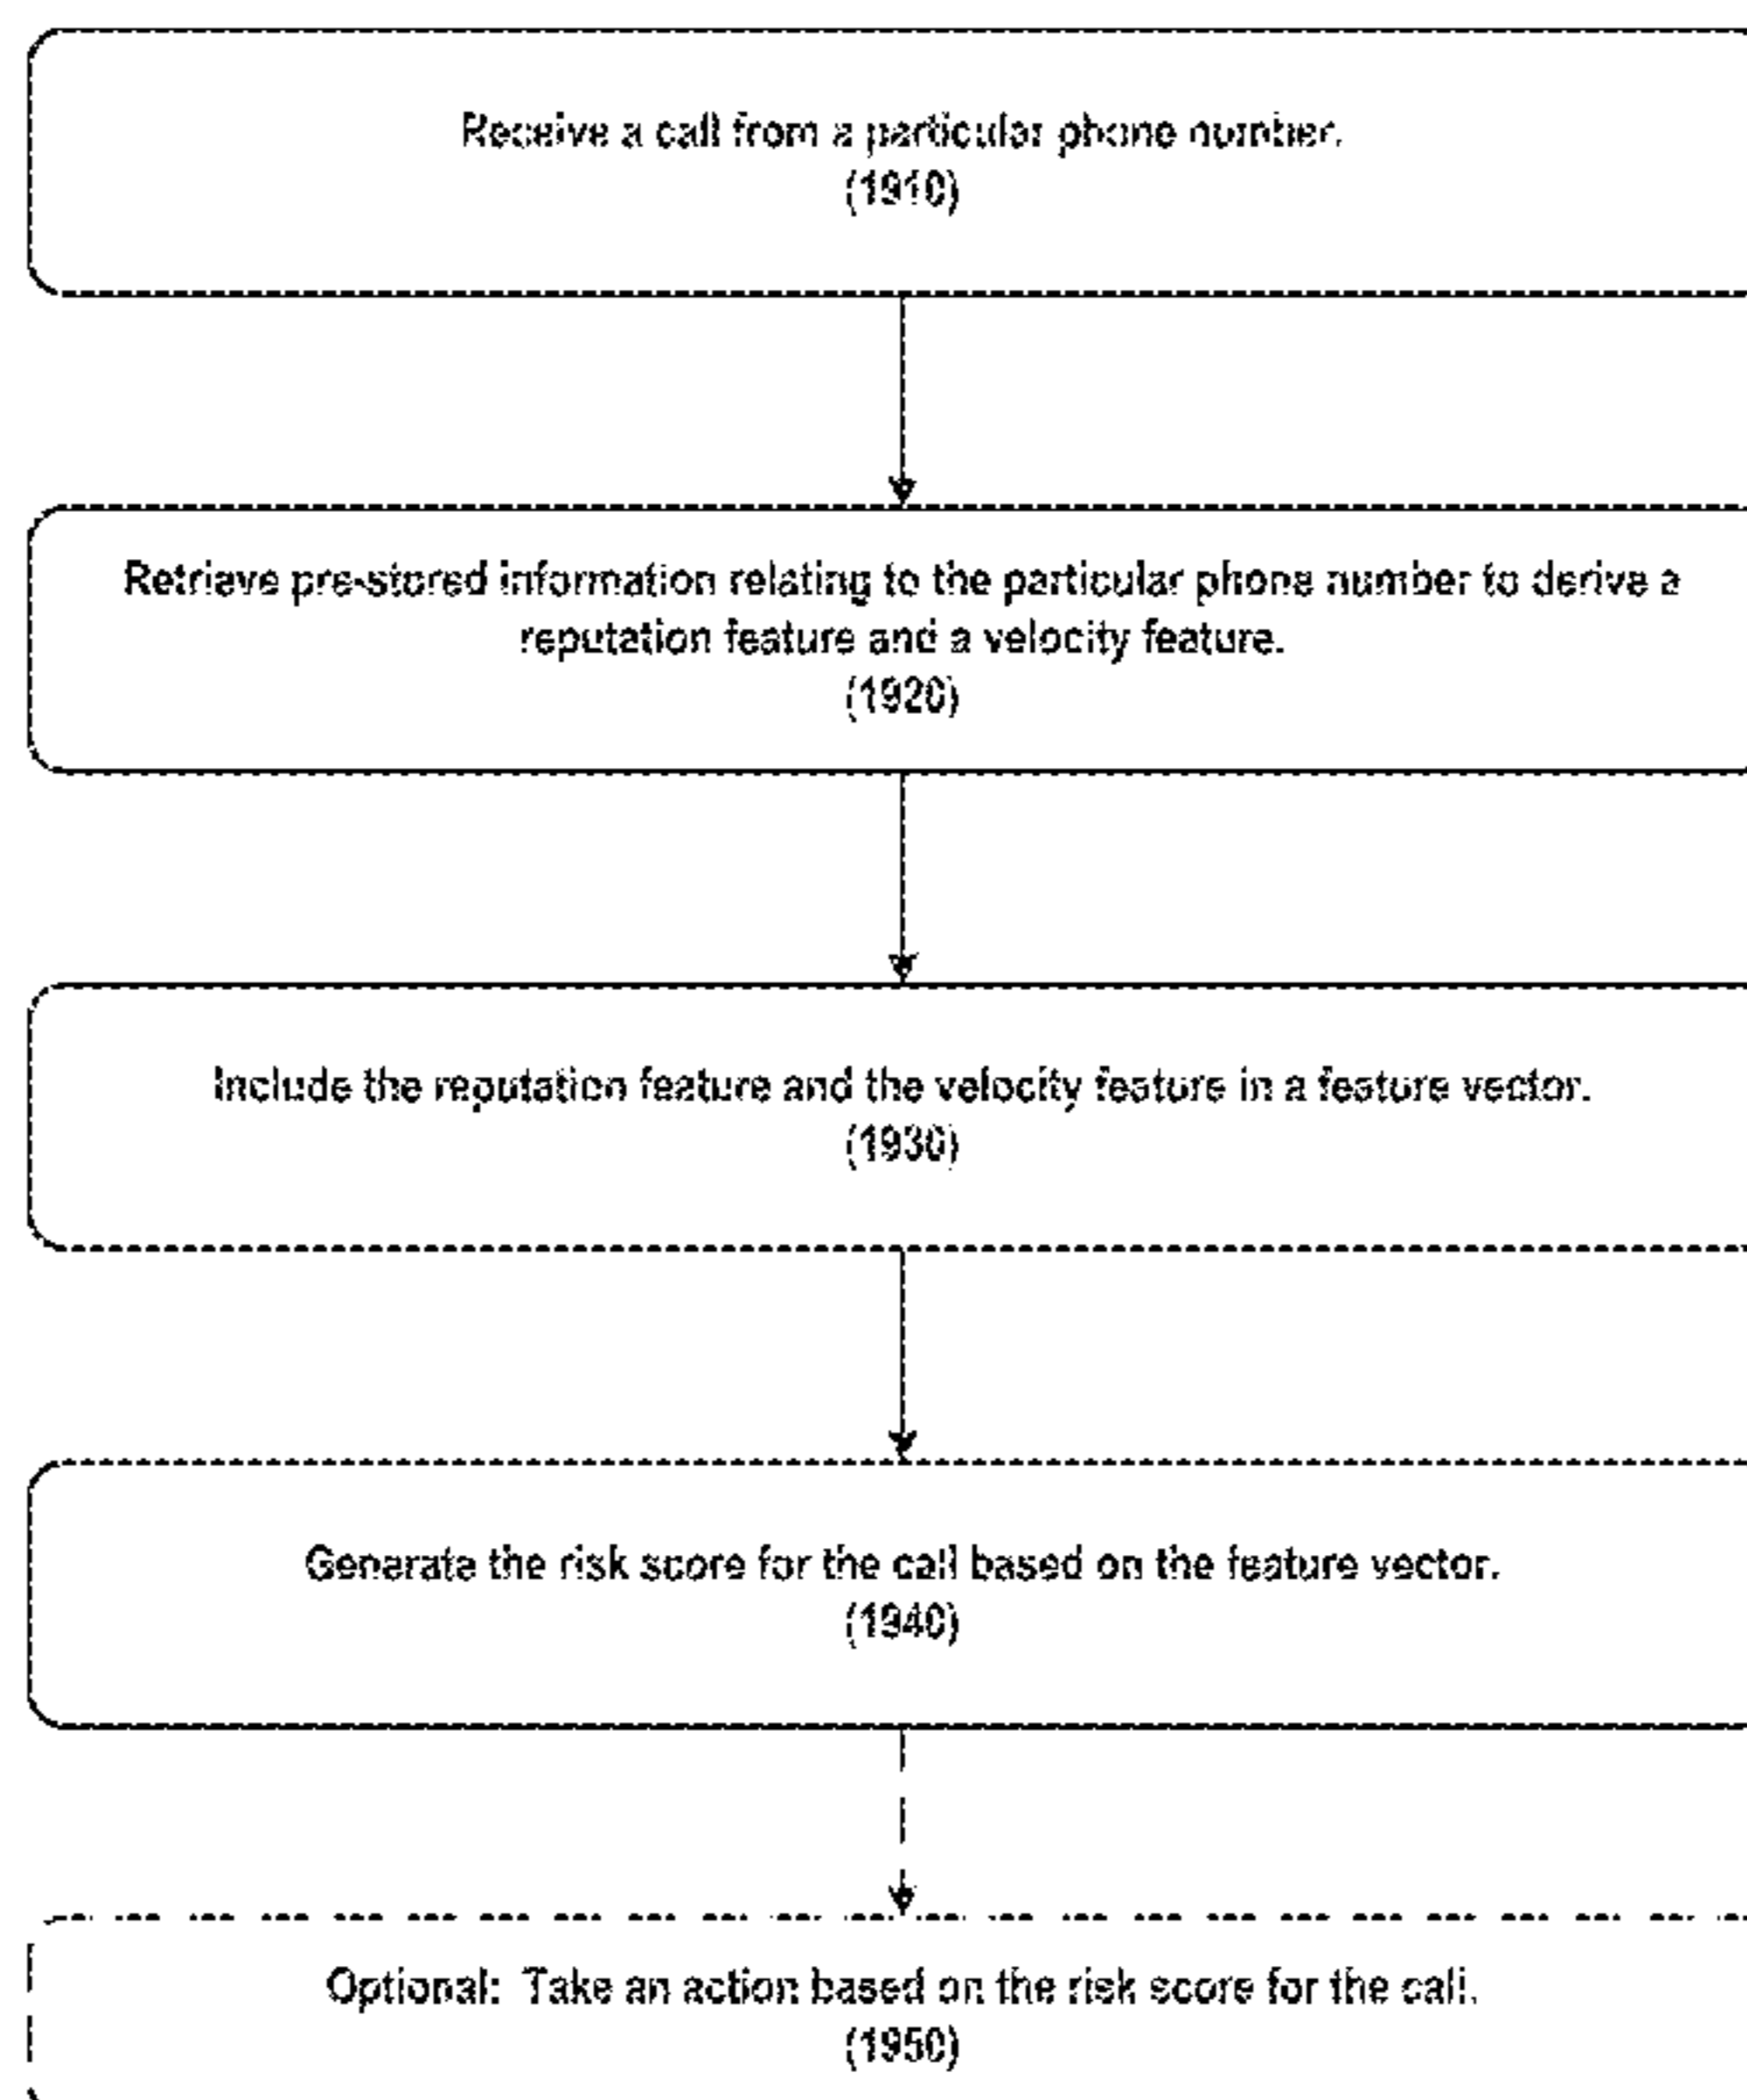 Receive a call from a particular phone number.
(1910)
Retrieve pre-stored information relating to the particular phone number to derive a
reputation feature and a velocity feature.
(1920)
Include the reputation feature and the velocity feature in a feature vector.
(1930)
Generate the risk score for the call based on the feature vector.
(1940)
Optional: Take an action based on the risk score for the call.
(1950)